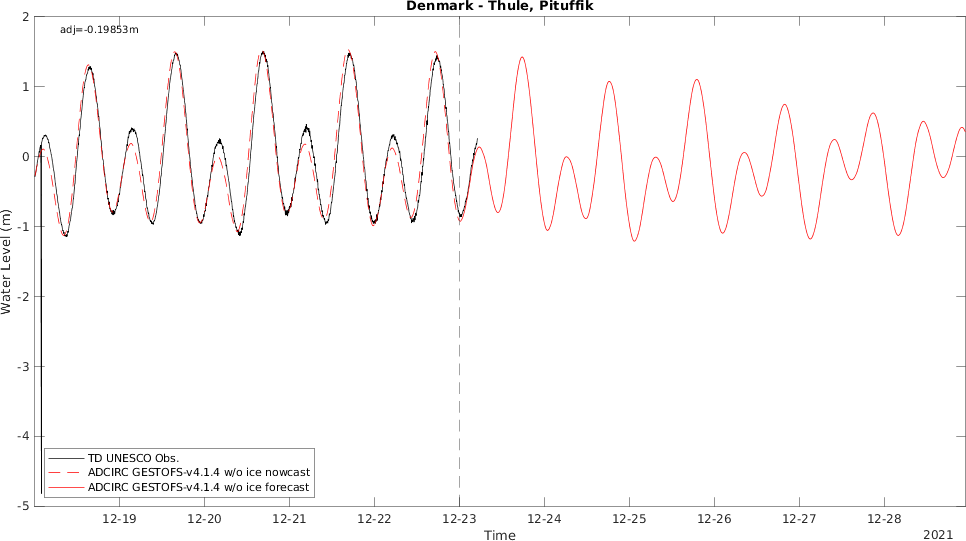 Denmark - Thule, Pituffik
adj=-0.19853m
2
1
0
-1
-2
-3
-4
-5
Water Level (m)
TD UNESCO Obs.
ADCIRC GESTOFS-v4.1.4 w/o ice nowcast
ADCIRC GESTOFS-v4.1.4 w/o ice forecast
12-19 12-20 12-21 12-22 12-23 12-24 12-25 12-26 12-27 12-28
Time
2021